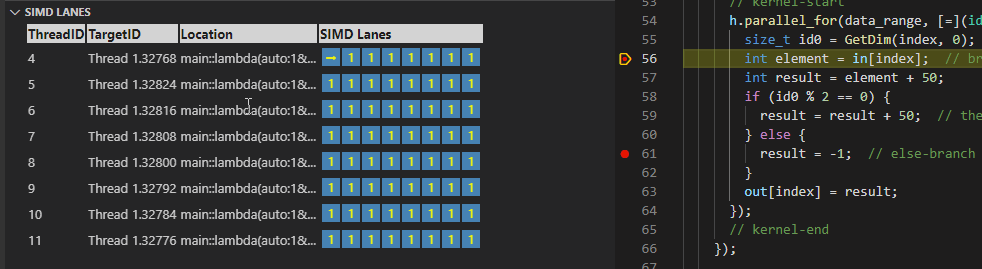 SIMD LANES
ThreadID TargetID Location SIMD Lanes
4 Thread 1.32768 main::lambda(auto:1&... → 1 1 1 1 1 1 1
5 Thread 1.32824 main::lambda(auto:1&... 1 1 1 1 1 1 1 1
6 Thread 1.32816 main::lambda(auto:1&... 1 1 1 1 1 1 1 1
7 Thread 1.32808 main::lambda(auto:1&... 1 1 1 1 1 1 1 1
8 Thread 1.32800 main::lambda(auto:1&... 1 1 1 1 1 1 1 1
9 Thread 1.32792 main::lambda(auto:1&... 1 1 1 1 1 1 1 1
10 Thread 1.32784 main::lambda(auto:1&... 1 1 1 1 1 1 1 1
11 Thread 1.32776 main::lambda(auto:1&... 1 1 1 1 1 1 1 1
53 // kernel-start
54 h.parallel_for(data_range, [=](id
55 size_t id0 = GetDim(index, 0);
56 int element = in[index]; // br
57 int result = element + 50;
58 if (id0 % 2 == 0) {
59 result = result + 50; // the
60 } else {
61 result = -1; // else-branch
62 }
63 out[index] = result;
64 });
65 // kernel-end
66 });
67